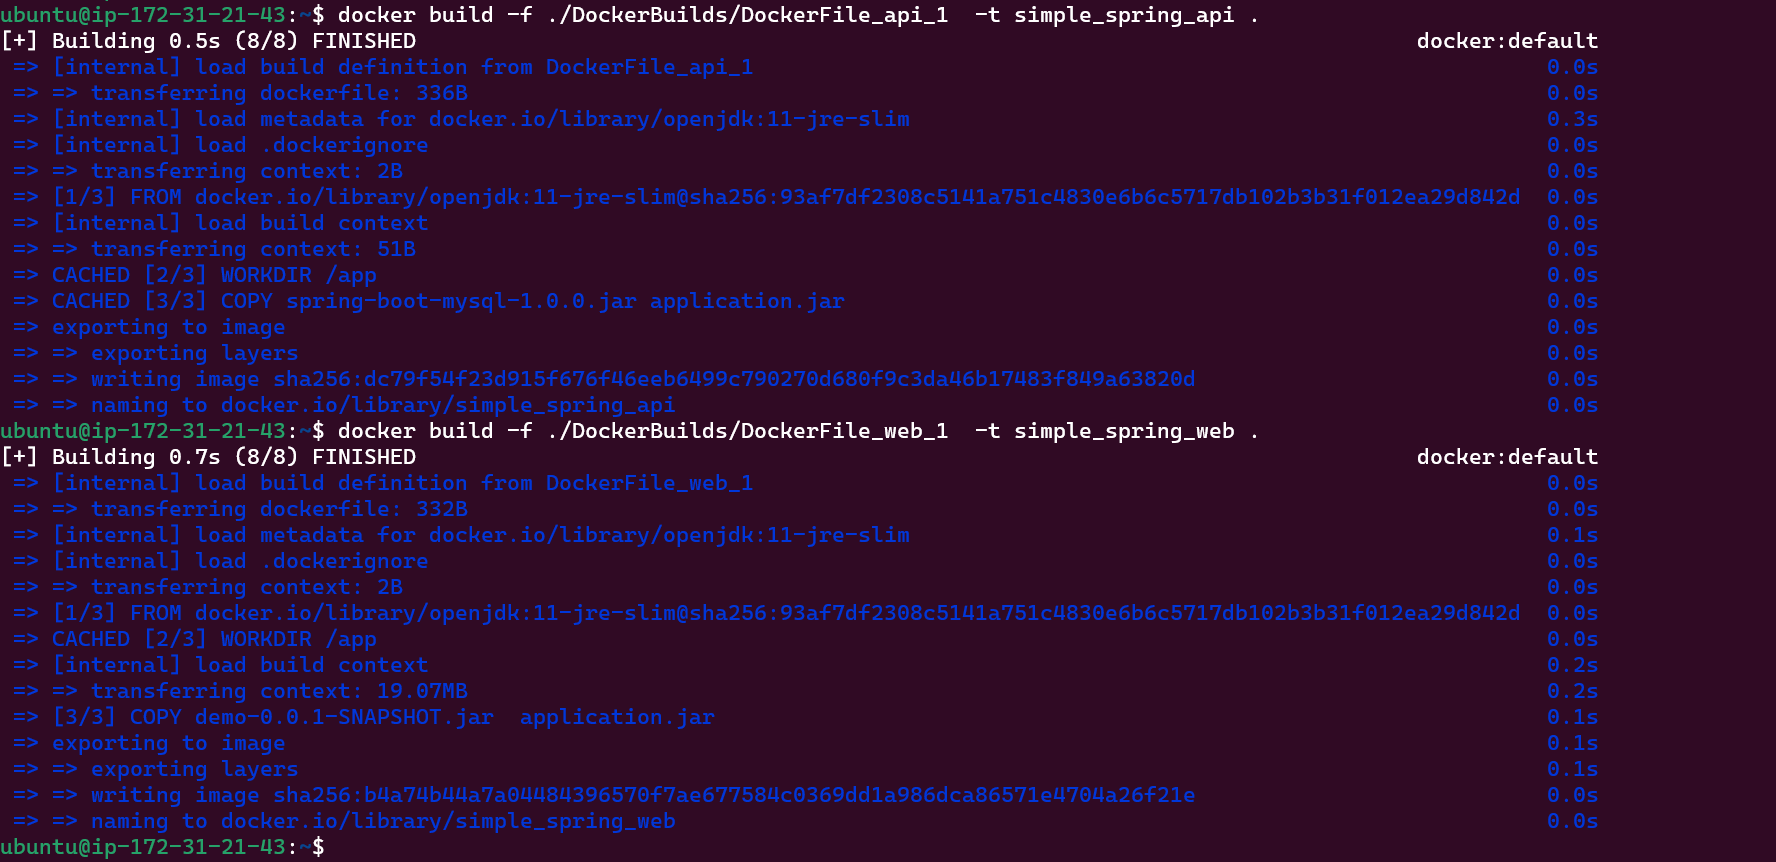 ubuntu@ip-172-31-21-43:~$ docker build -f ./DockerBuilds/DockerFile_api_1  -t simple_spring_api .
[+] Building 0.5s (8/8) FINISHED docker:default
=> [internal] load build definition from DockerFile_api_1 0.0s
=> => transferring dockerfile: 336B 0.0s
=> [internal] load metadata for docker.io/library/openjdk:11-jre-slim 0.3s
=> [internal] load .dockerignore 0.0s
=> => transferring context: 2B 0.0s
=> [1/3] FROM docker.io/library/openjdk:11-jre-slim@sha256:93af7df2308c5141a751c4830e6b6c5717db102b3b31f012ea29d842d 0.0s
=> [internal] load build context 0.0s
=> => transferring context: 51B 0.0s
=> CACHED [2/3] WORKDIR /app 0.0s
=> CACHED [3/3] COPY spring-boot-mysql-1.0.0.jar application.jar 0.0s
=> exporting to image 0.0s
=> => exporting layers 0.0s
=> => writing image sha256:dc79f54f23d915f676f46eeb6499c790270d680f9c3da46b17483f849a63820d 0.0s
=> => naming to docker.io/library/simple_spring_api 0.0s
ubuntu@ip-172-31-21-43:~$ docker build -f ./DockerBuilds/DockerFile_web_1  -t simple_spring_web .
[+] Building 0.7s (8/8) FINISHED docker:default
=> [internal] load build definition from DockerFile_web_1 0.0s
=> => transferring dockerfile: 332B 0.0s
=> [internal] load metadata for docker.io/library/openjdk:11-jre-slim 0.1s
=> [internal] load .dockerignore 0.0s
=> => transferring context: 2B 0.0s
=> [1/3] FROM docker.io/library/openjdk:11-jre-slim@sha256:93af7df2308c5141a751c4830e6b6c5717db102b3b31f012ea29d842d 0.0s
=> CACHED [2/3] WORKDIR /app 0.0s
=> [internal] load build context 0.2s
=> => transferring context: 19.07MB 0.2s
=> [3/3] COPY demo-0.0.1-SNAPSHOT.jar  application.jar 0.1s
=> exporting to image 0.1s
=> => exporting layers 0.1s
=> => writing image sha256:b4a74b44a7a04484396570f7ae677584c0369dd1a986dca86571e4704a26f21e 0.0s
=> => naming to docker.io/library/simple_spring_web 0.0s
ubuntu@ip-172-31-21-43:~$